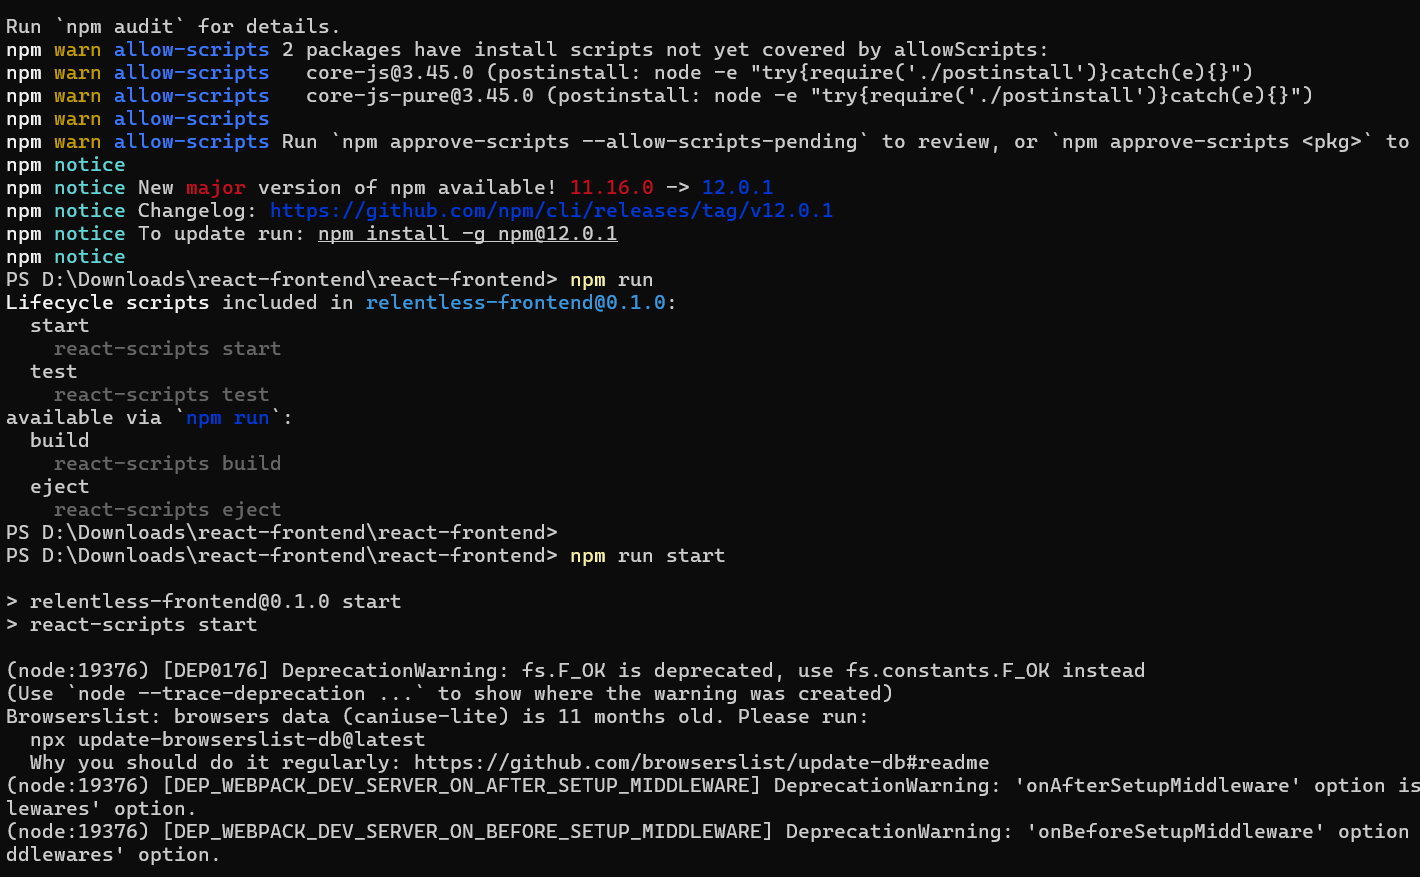 Run `npm audit` for details.
npm warn allow-scripts 2 packages have install scripts not yet covered by allowScripts:
npm warn allow-scripts   core-js@3.45.0 (postinstall: node -e "try{require('./postinstall')}catch(e){}")
npm warn allow-scripts   core-js-pure@3.45.0 (postinstall: node -e "try{require('./postinstall')}catch(e){}")
npm warn allow-scripts
npm warn allow-scripts Run `npm approve-scripts --allow-scripts-pending` to review, or `npm approve-scripts <pkg>` to
npm notice
npm notice New major version of npm available! 11.16.0 -> 12.0.1
npm notice Changelog: https://github.com/npm/cli/releases/tag/v12.0.1
npm notice To update run: npm install -g npm@12.0.1
npm notice
PS D:\Downloads\react-frontend\react-frontend> npm run
Lifecycle scripts included in relentless-frontend@0.1.0:
  start
    react-scripts start
  test
    react-scripts test
available via `npm run`:
  build
    react-scripts build
  eject
    react-scripts eject
PS D:\Downloads\react-frontend\react-frontend>
PS D:\Downloads\react-frontend\react-frontend> npm run start

> relentless-frontend@0.1.0 start
> react-scripts start

(node:19376) [DEP0176] DeprecationWarning: fs.F_OK is deprecated, use fs.constants.F_OK instead
(Use `node --trace-deprecation ...` to show where the warning was created)
Browserslist: browsers data (caniuse-lite) is 11 months old. Please run:
  npx update-browserslist-db@latest
  Why you should do it regularly: https://github.com/browserslist/update-db#readme
(node:19376) [DEP_WEBPACK_DEV_SERVER_ON_AFTER_SETUP_MIDDLEWARE] DeprecationWarning: 'onAfterSetupMiddleware' option is
lewares' option.
(node:19376) [DEP_WEBPACK_DEV_SERVER_ON_BEFORE_SETUP_MIDDLEWARE] DeprecationWarning: 'onBeforeSetupMiddleware' option
ddlewares' option.